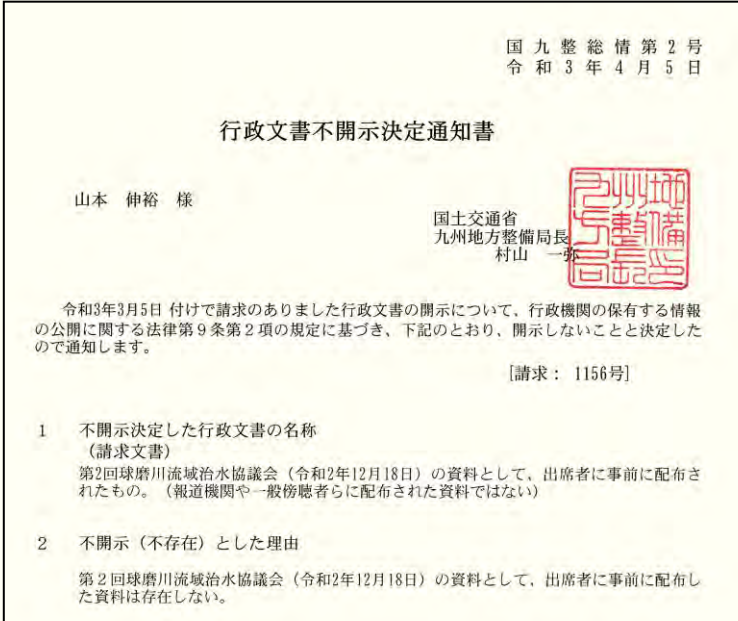 国九整総情第2号
令和3年4月5日
行政文書不開示決定通知書
山本 伸裕 様
国土交通省
九州地方整備局長
村山 一弥
九州地方整備局長印
令和3年3月5日 付けで請求のありました行政文書の開示について、行政機関の保有する情報
の公開に関する法律第9条第2項の規定に基づき、下記のとおり、開示しないことと決定した
ので通知します。
[請求: 1156号]
1 不開示決定した行政文書の名称
(請求文書)
第2回球磨川流域治水協議会(令和2年12月18日)の資料として、出席者に事前に配布さ
れたもの。(報道機関や一般傍聴者らに配布された資料ではない)
2 不開示(不存在)とした理由
第2回球磨川流域治水協議会(令和2年12月18日)の資料として、出席者に事前に配布し
た資料は存在しない。